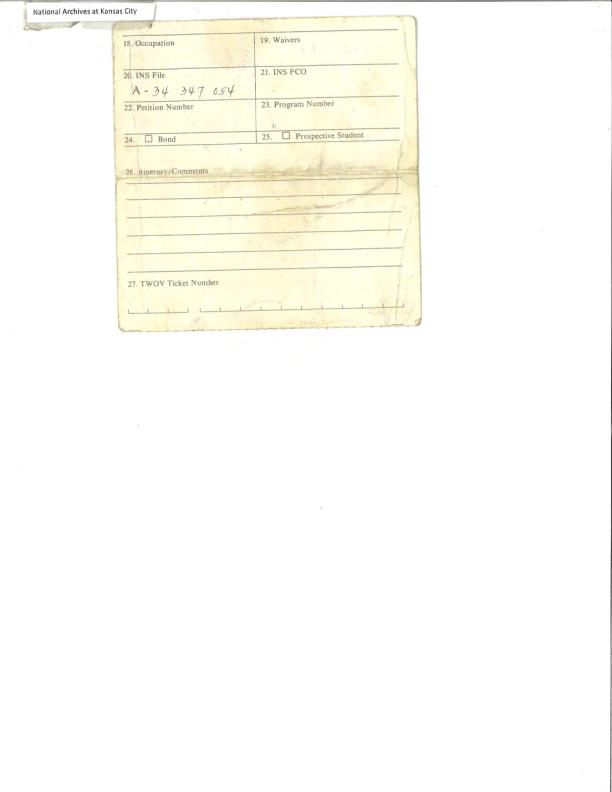 National Archives at Kansas City
18. Occupation
19. Waivers
20. INS File
A - 34 347 054
21. INS FCO
22. Petition Number
23. Program Number
24. ☐ Bond
25. ☐ Prospective Student
26. Itinerary/Comments
27. TWOV Ticket Number